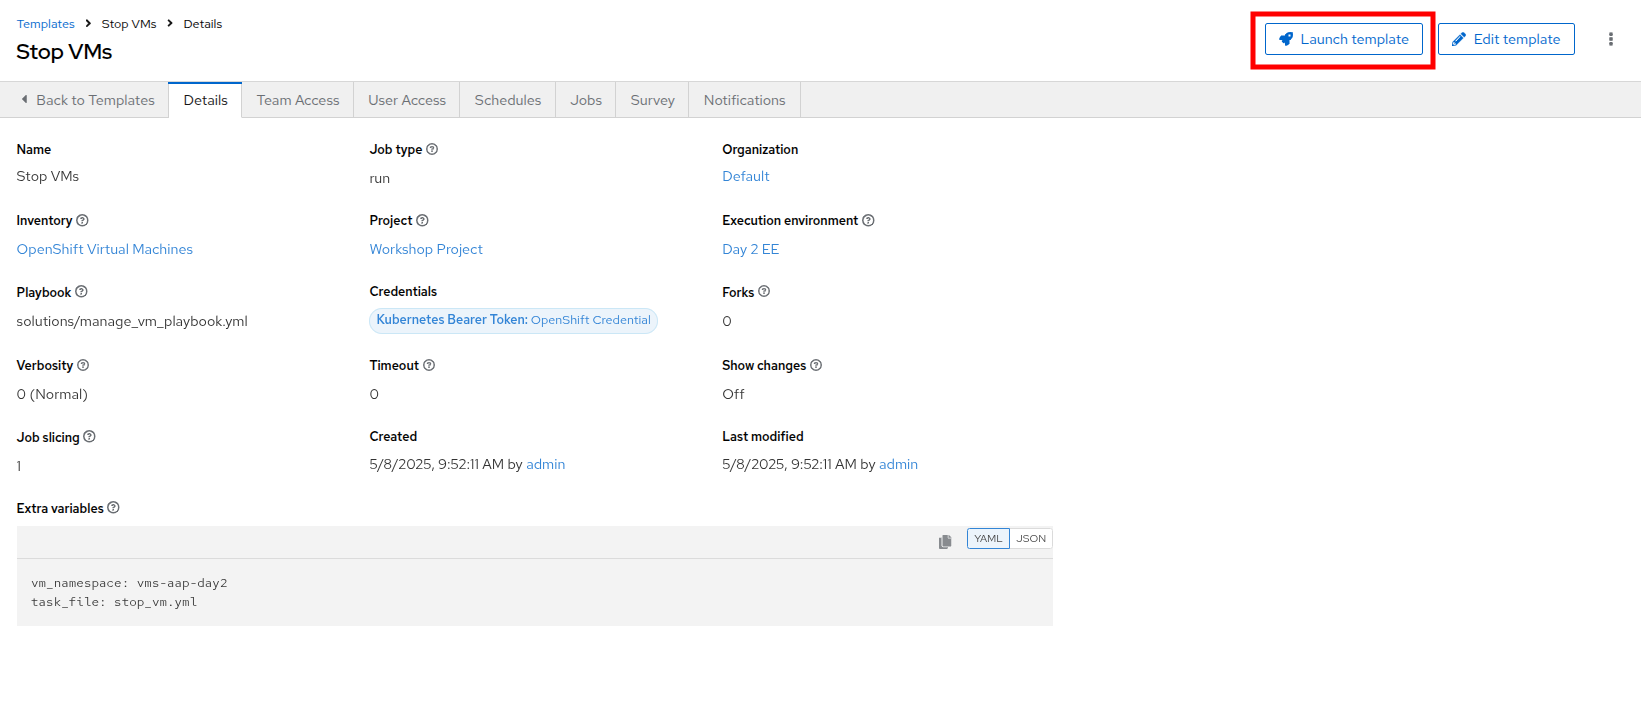 Templates > Stop VMs > Details
Stop VMs
Launch template
Edit template
Back to Templates
Details
Team Access
User Access
Schedules
Jobs
Survey
Notifications
Name
Stop VMs
Job type
run
Organization
Default
Inventory
OpenShift Virtual Machines
Project
Workshop Project
Execution environment
Day 2 EE
Playbook
solutions/manage_vm_playbook.yml
Credentials
Kubernetes Bearer Token: OpenShift Credential
Forks
0
Verbosity
0 (Normal)
Timeout
0
Show changes
Off
Job slicing
1
Created
5/8/2025, 9:52:11 AM by admin
Last modified
5/8/2025, 9:52:11 AM by admin
Extra variables
YAML
JSON
vm_namespace: vms-aap-day2
task_file: stop_vm.yml